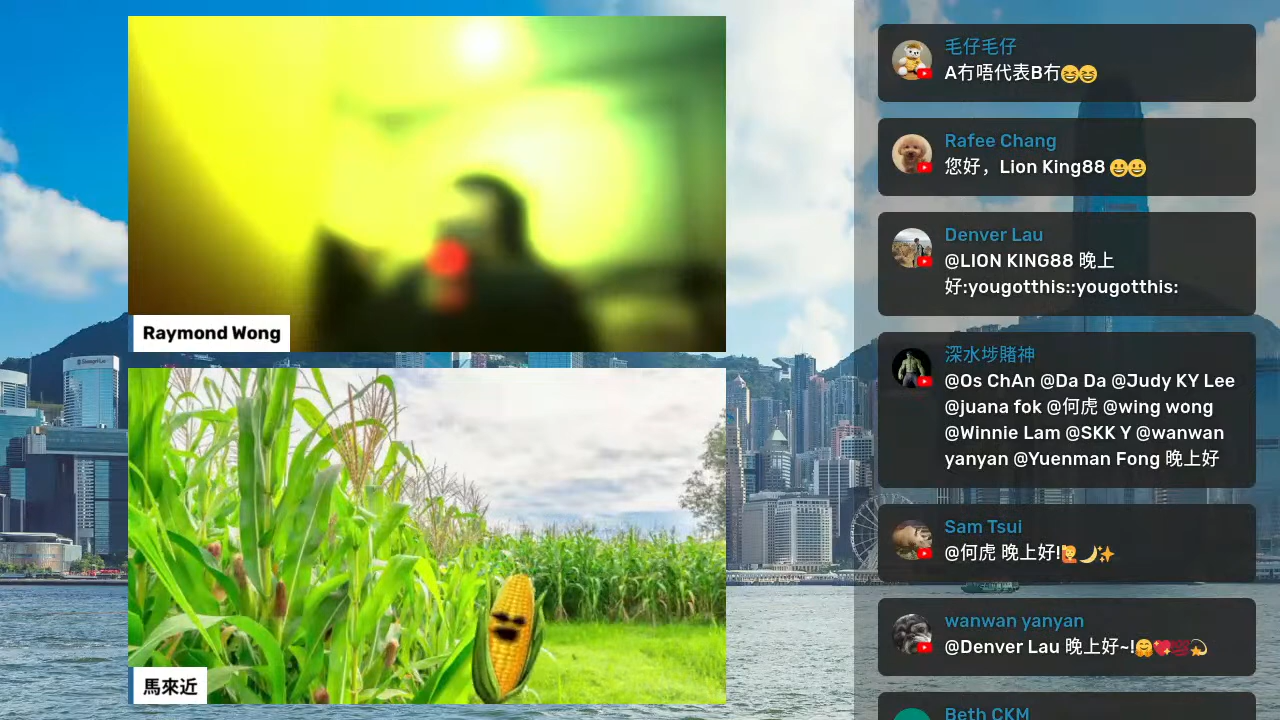 Raymond Wong
馬來近
毛仔毛仔
A冇唔代表B冇😆😆
Rafee Chang
您好，Lion King88 😀😀
Denver Lau
@LION KING88 晚上
好:yougotthis::yougotthis:
深水埗賭神
@Os ChAn @Da Da @Judy KY Lee
@juana fok @何虎 @wing wong
@Winnie Lam @SKK Y @wanwan
yanyan @Yuenman Fong 晚上好
Sam Tsui
@何虎 晚上好!🙋🌙✨
wanwan yanyan
@Denver Lau 晚上好~!🤗💖💯💫
Beth CKM